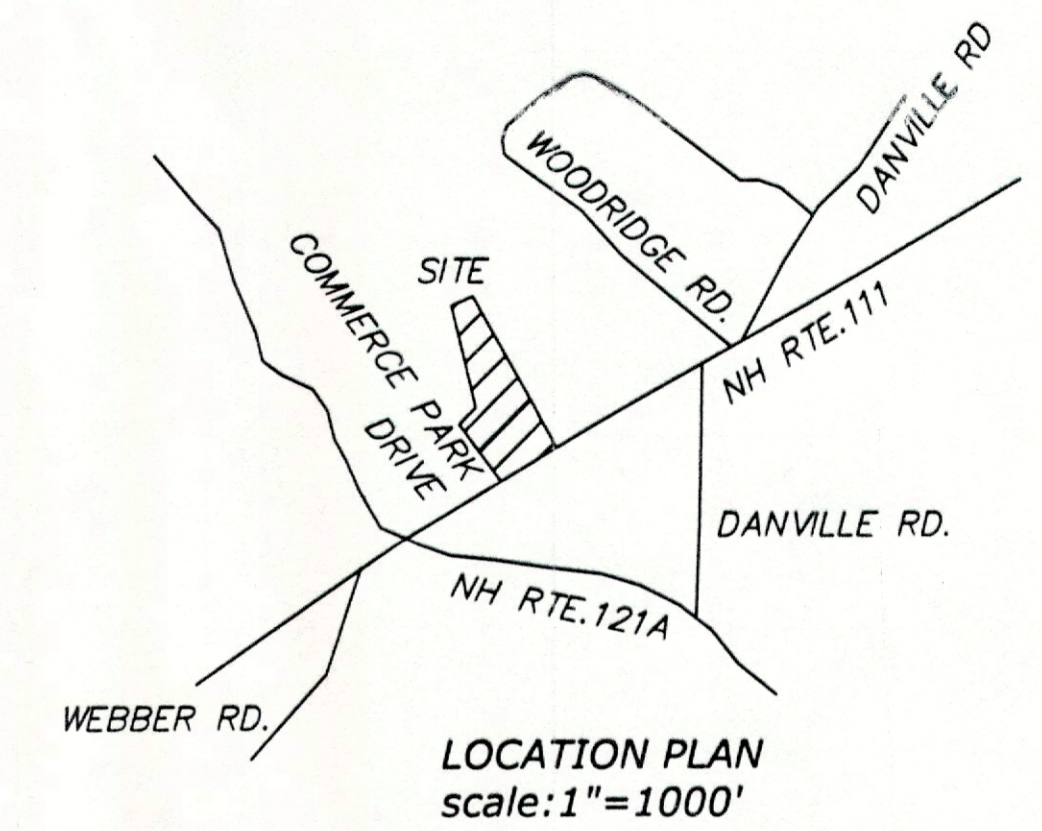 DANVILLE RD
WOODRIDGE RD.
COMMERCE PARK
DRIVE
SITE
NH RTE.111
DANVILLE RD.
NH RTE.121A
WEBBER RD.
LOCATION PLAN
scale:1"=1000'